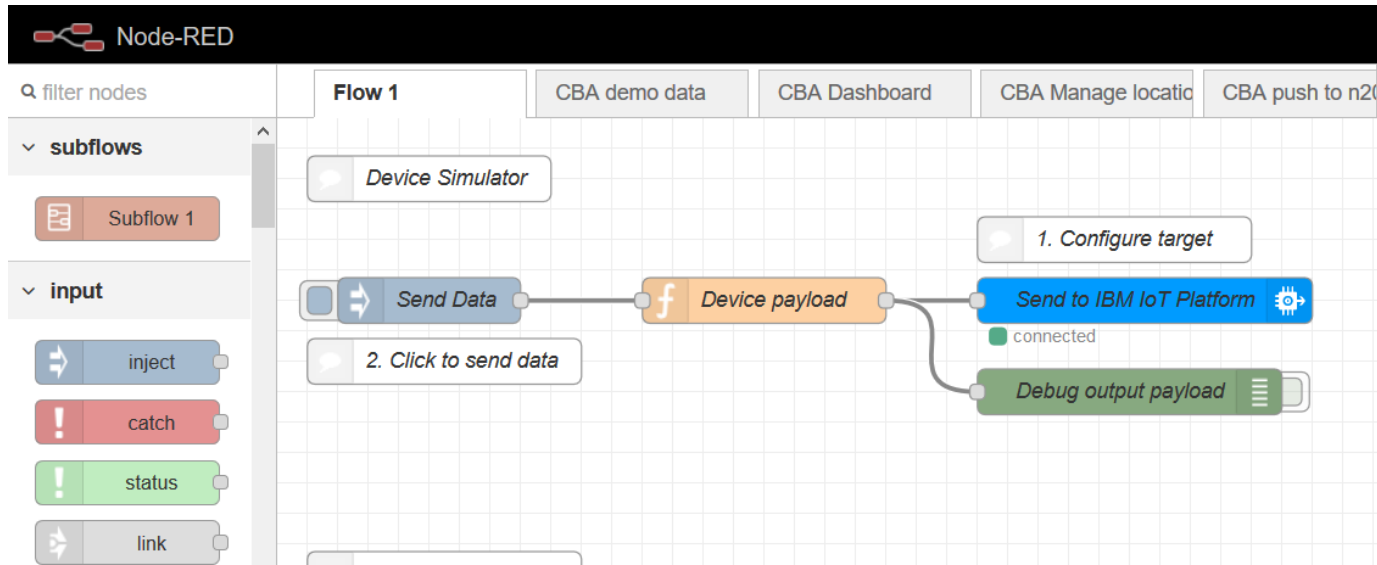 Node-RED
filter nodes
Flow 1
CBA demo data
CBA Dashboard
CBA Manage locatio
CBA push to n20
subflows
Subflow 1
input
inject
catch
status
link
Device Simulator
1. Configure target
Send Data
Device payload
Send to IBM IoT Platform
connected
2. Click to send data
Debug output payload